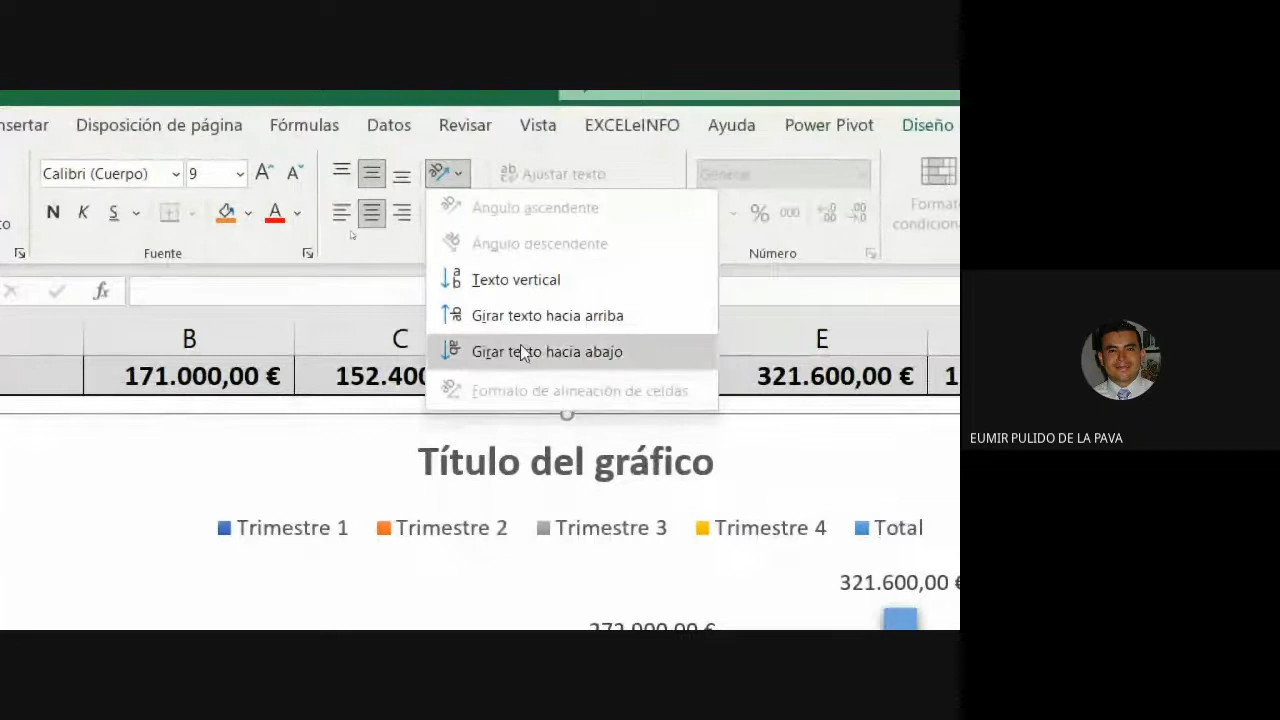 nsertar Disposición de página Fórmulas Datos Revisar Vista EXCELeINFO Ayuda Power Pivot Diseño
Calibri (Cuerpo) 9 A A ab Ajustar texto General
N K S A % 000 Formato
condicional
Fuente Número
fx
Ángulo ascendente
Ángulo descendente
Texto vertical
Girar texto hacia arriba
Girar texto hacia abajo
Formato de alineación de celdas
B C E
171.000,00 € 152.400 321.600,00 € 1
Título del gráfico
Trimestre 1 Trimestre 2 Trimestre 3 Trimestre 4 Total
321.600,00 €
EUMIR PULIDO DE LA PAVA